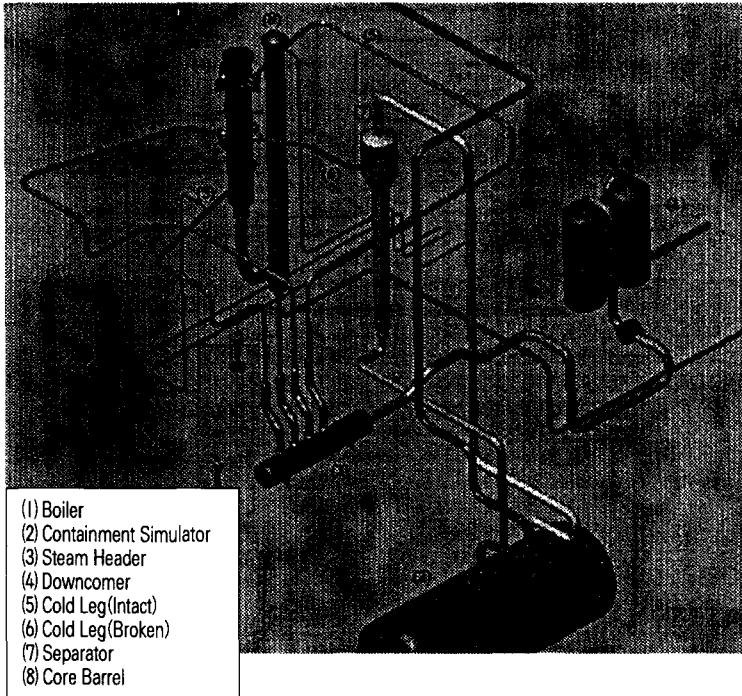 (1) Boiler
(2) Containment Simulator
(3) Steam Header
(4) Downcomer
(5) Cold Leg(Intact)
(6) Cold Leg(Broken)
(7) Separator
(8) Core Barrel